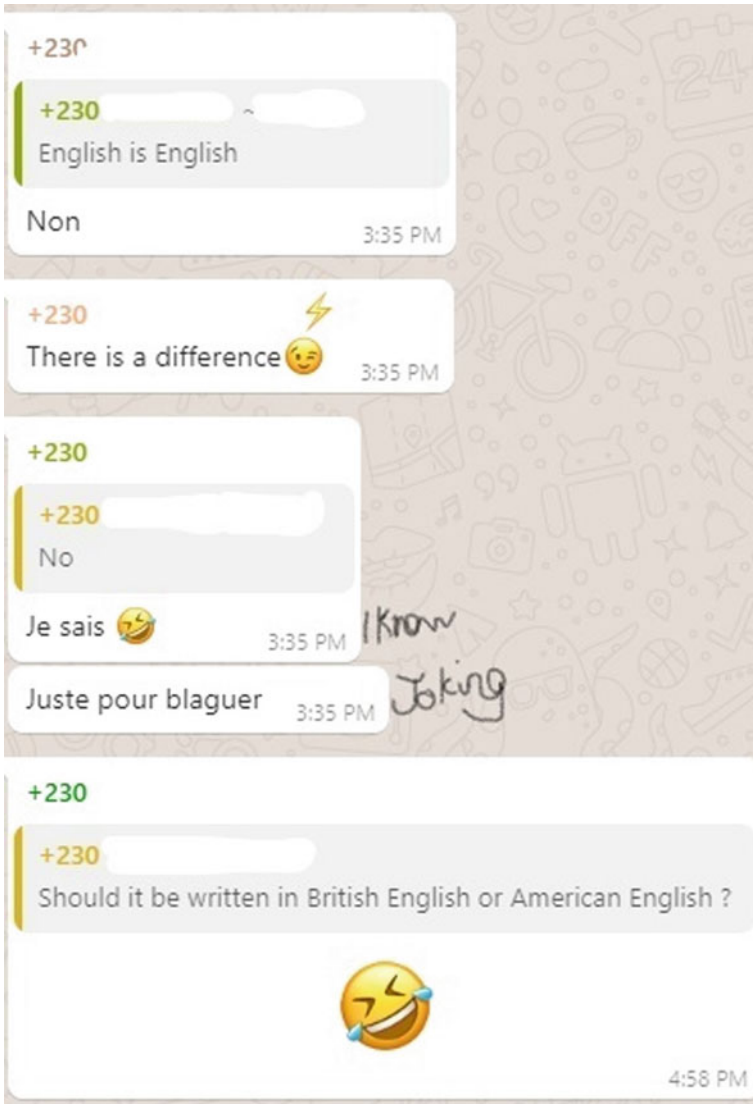 +230
+230 ~
English is English
Non
3:35 PM
+230
There is a difference😉
3:35 PM
+230
+230
No
Je sais 🤣
3:35 PM
I Know
Juste pour blaguer
3:35 PM
Joking
+230
+230
Should it be written in British English or American English ?
🤣
4:58 PM